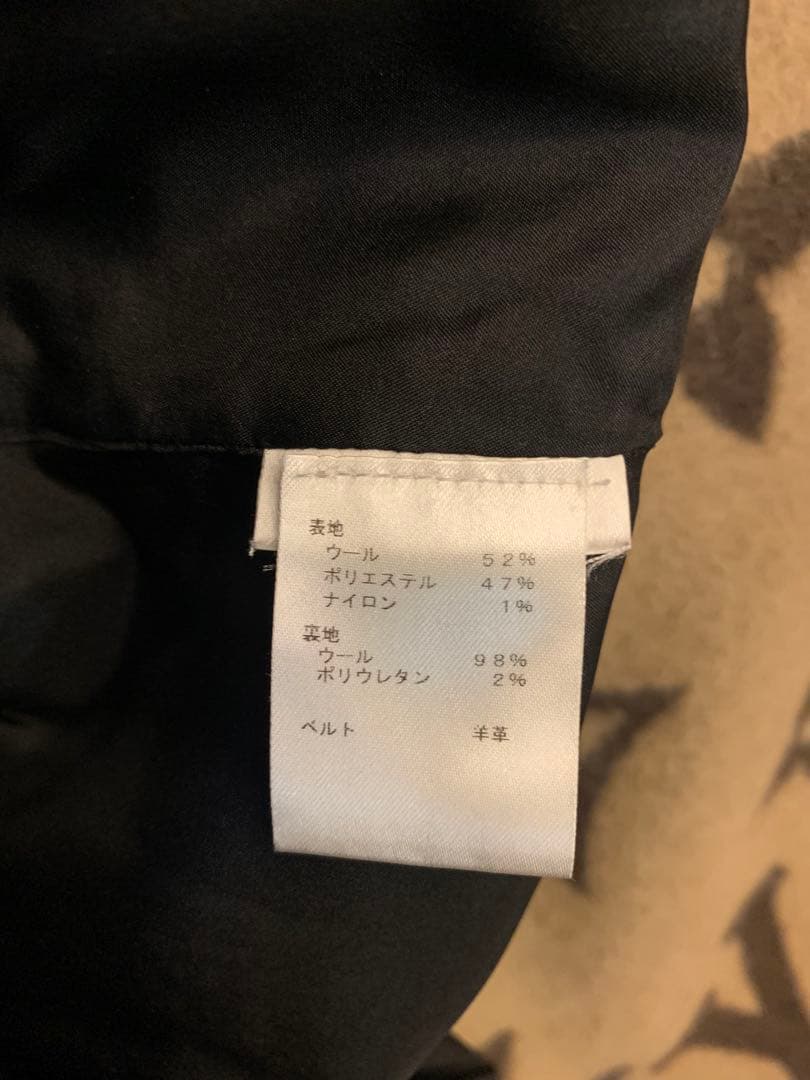 表地
ウール 52%
ポリエステル 47%
ナイロン 1%
裏地
ウール 98%
ポリウレタン 2%
ベルト 羊革